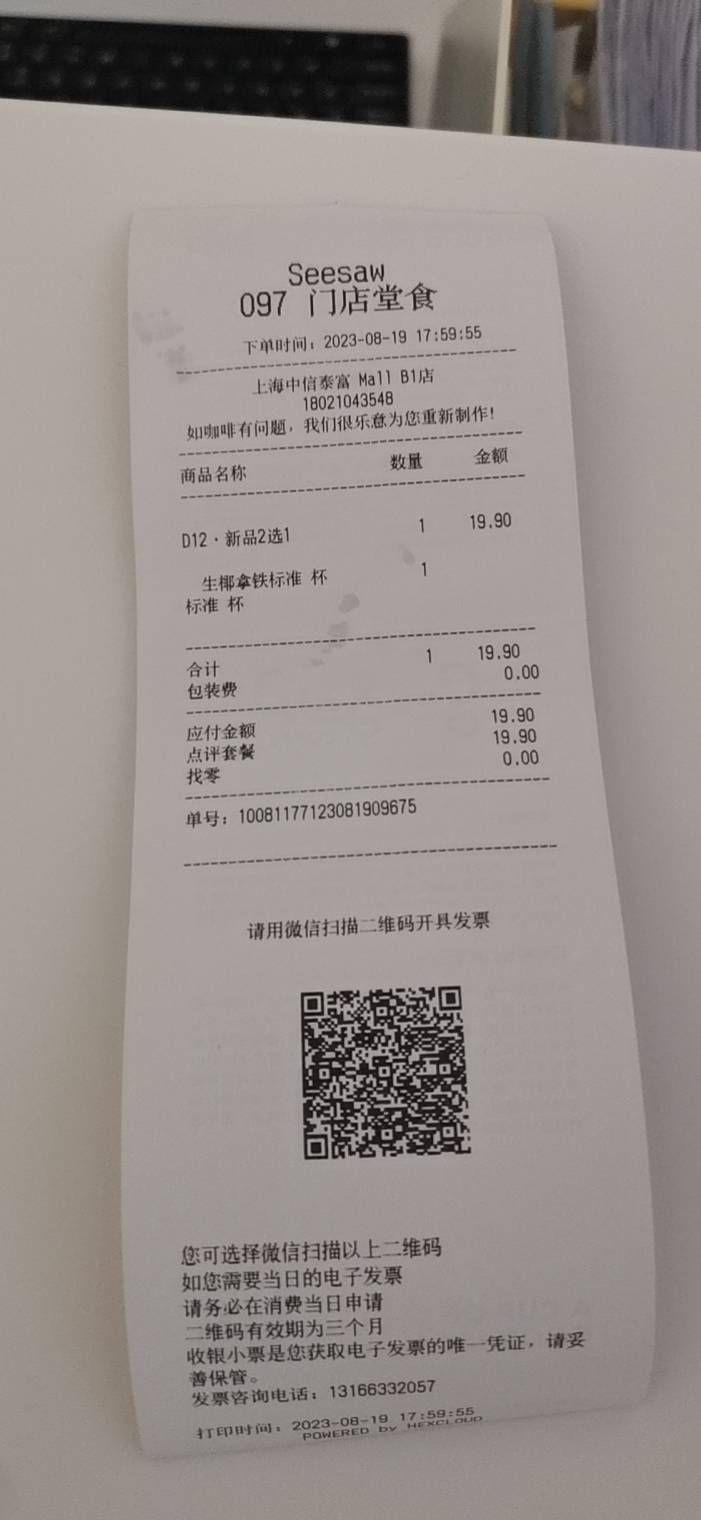 Seesaw
097 门店堂食
下单时间：2023-08-19 17:59:55
上海中信泰富 Mall B1店
18021043548
如咖啡有问题，我们很乐意为您重新制作！
商品名称 数量 金额
D12·新品2选1 1 19.90
生椰拿铁标准 杯 1
标准 杯
合计 1 19.90
包装费 0.00
应付金额 19.90
点评套餐 19.90
找零 0.00
单号：10081177123081909675
请用微信扫描二维码开具发票
您可选择微信扫描以上二维码
如您需要当日的电子发票
请务必在消费当日申请
二维码有效期为三个月
收银小票是您获取电子发票的唯一凭证，请妥
善保管。
发票咨询电话：13166332057
打印时间：2023-08-19 17:59:55
POWERED by HEXCLOUD